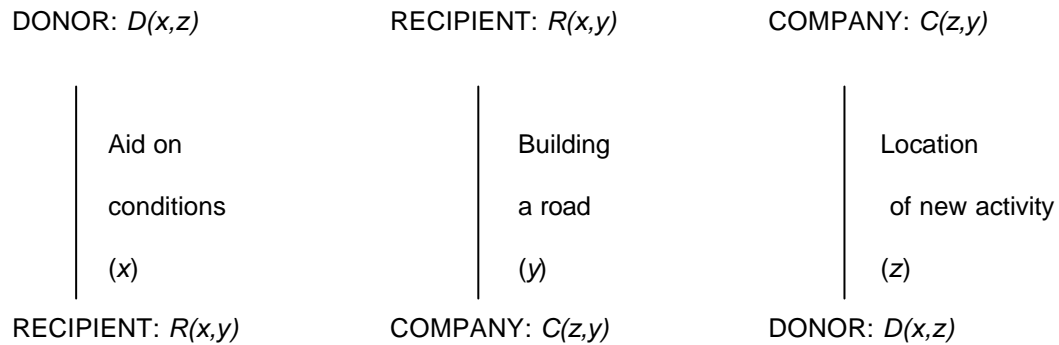 DONOR: D(x,z) RECIPIENT: R(x,y) COMPANY: C(z,y)
Aid on Building Location
conditions a road of new activity
(x) (y) (z)
RECIPIENT: R(x,y) COMPANY: C(z,y) DONOR: D(x,z)